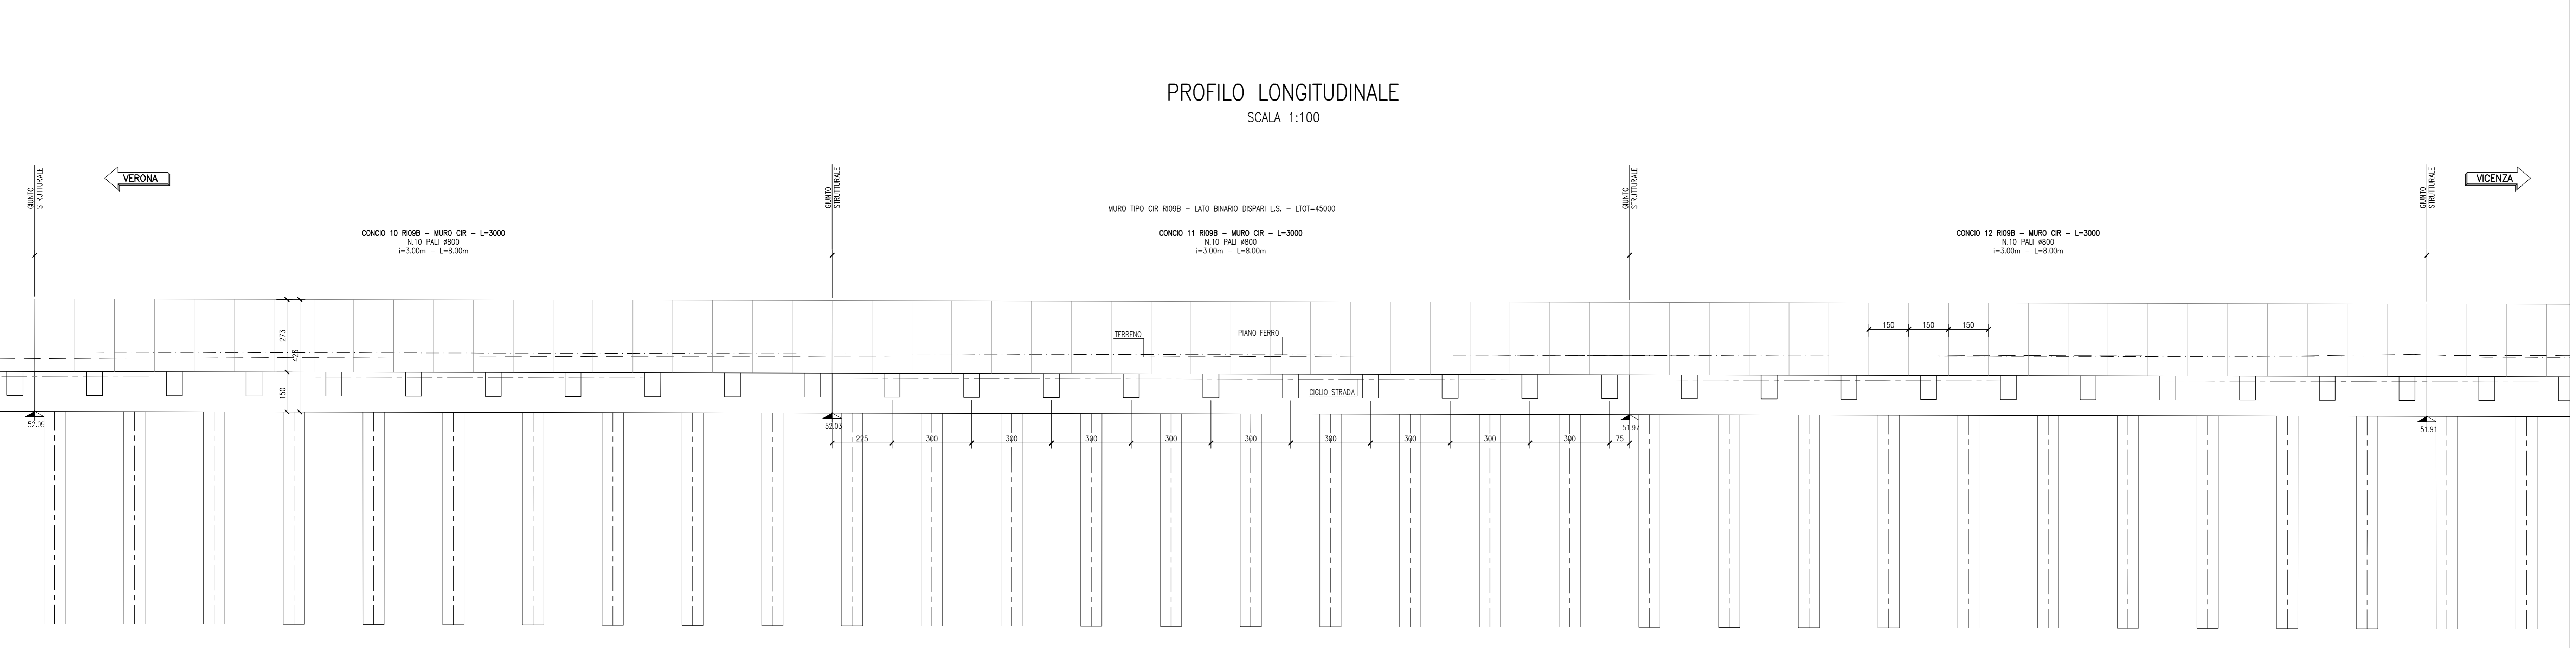 PROFILO LONGITUDINALE
SCALA 1:100
GIUNTO
STRUTTURALE
VERONA
GIUNTO
STRUTTURALE
GIUNTO
STRUTTURALE
VICENZA
GIUNTO
STRUTTURALE
MURO TIPO CIR RI09B - LATO BINARIO DISPARI L.S. - LTOT=45000
CONCIO 10 RI09B - MURO CIR - L=3000
N.10 PALI ø800
i=3.00m - L=8.00m
CONCIO 11 RI09B - MURO CIR - L=3000
N.10 PALI ø800
i=3.00m - L=8.00m
CONCIO 12 RI09B - MURO CIR - L=3000
N.10 PALI ø800
i=3.00m - L=8.00m
273
423
150
TERRENO
PIANO FERRO
150 150 150
CIGLIO STRADA
52.09
52.03
51.97
51.91
225 300 300 300 300 300 300 300 300 300 75